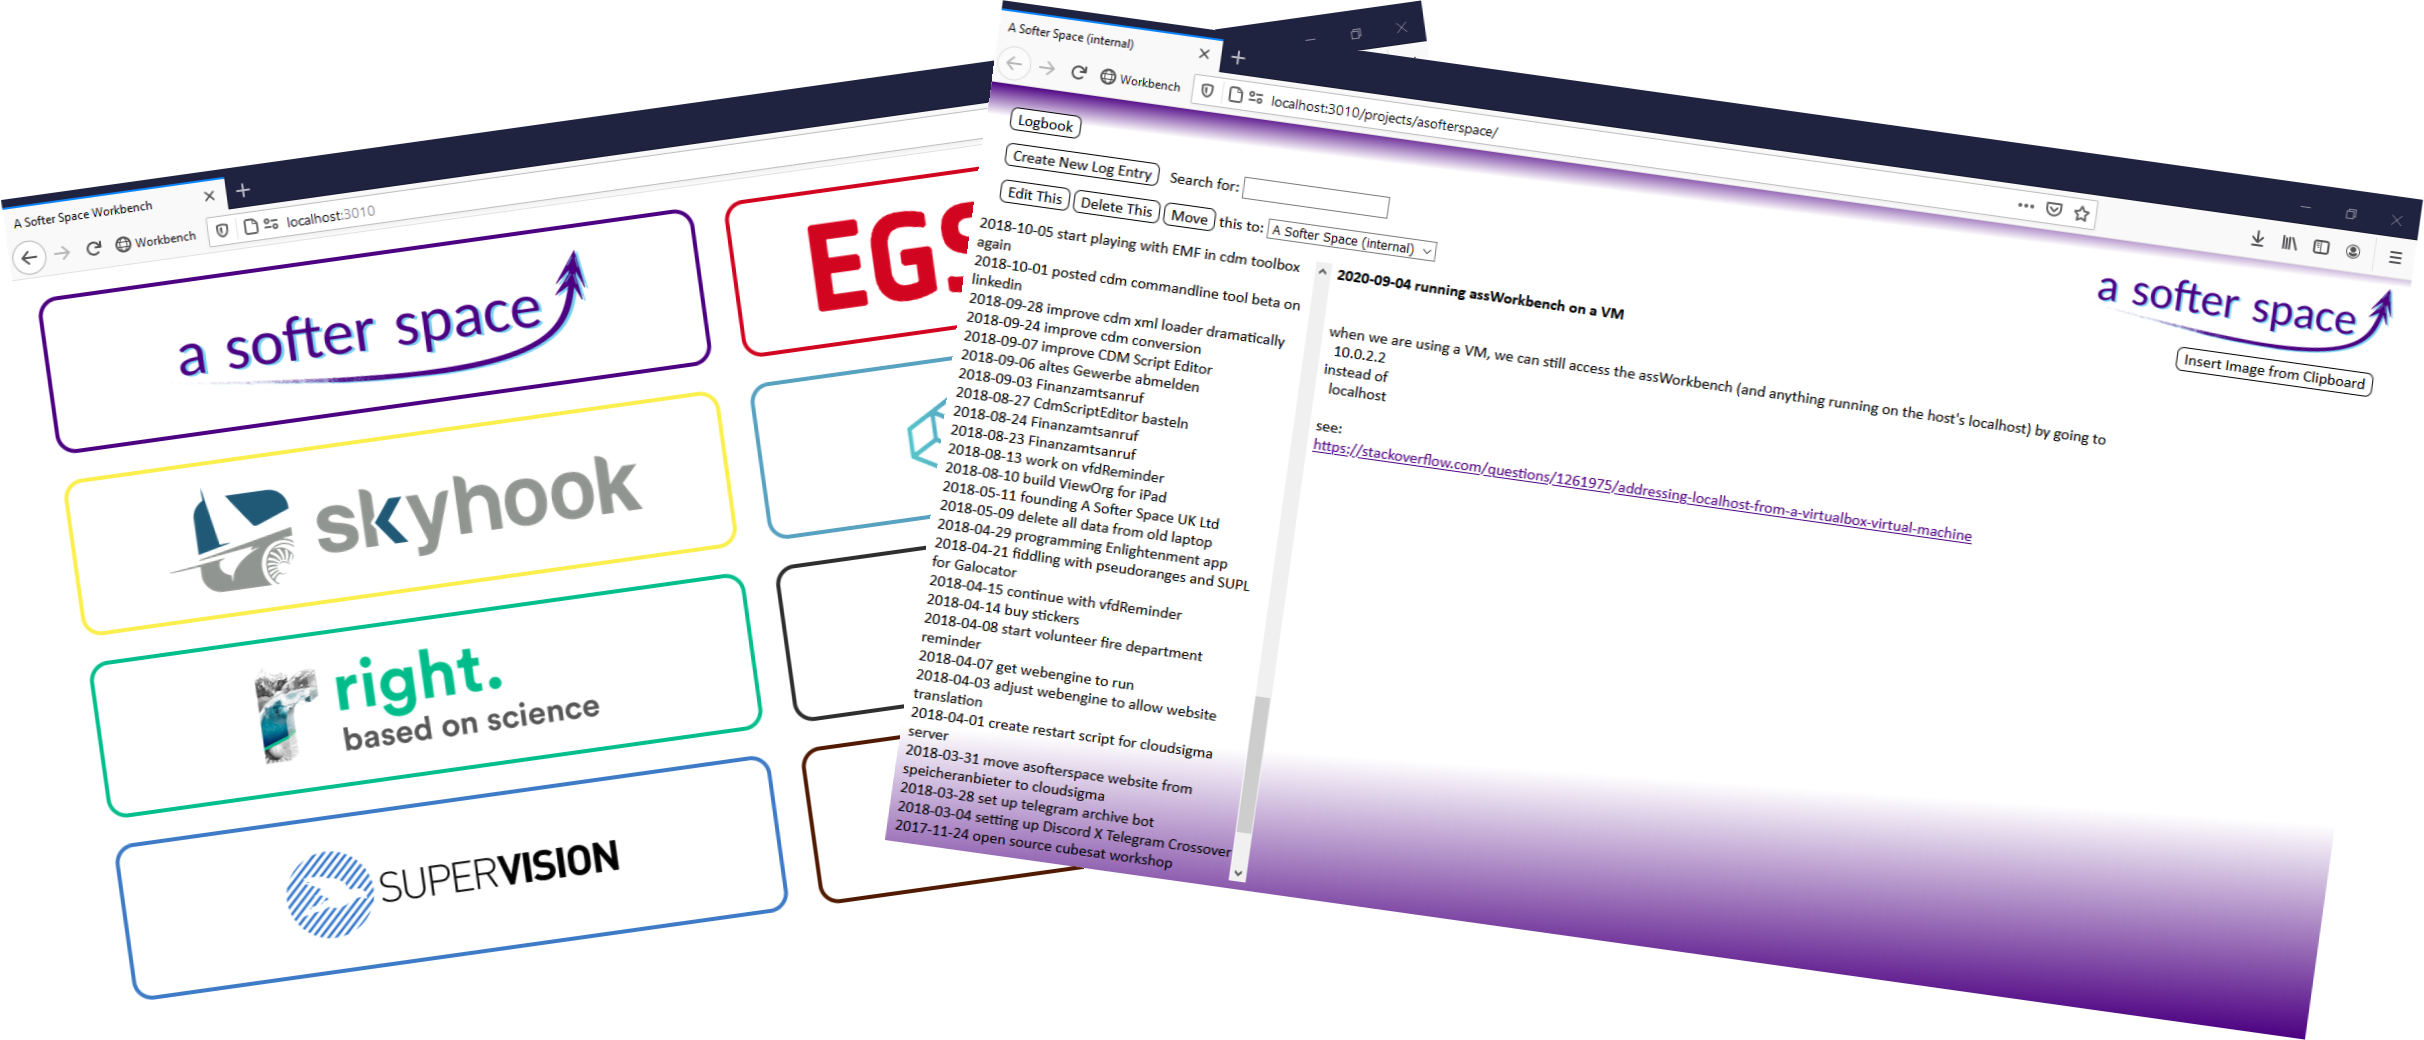 A Softer Space Workbench
Workbench
localhost:3010
a softer space
skyhook
right.
based on science
SUPERVISION
A Softer Space (internal)
Workbench
localhost:3010/projects/asofterspace/
Logbook
Create New Log Entry Search for:
Edit This Delete This Move this to: A Softer Space (internal)
2018-10-05 start playing with EMF in cdm toolbox
again
2018-10-01 posted cdm commandline tool beta on
linkedin
2018-09-28 improve cdm xml loader dramatically
2018-09-24 improve cdm conversion
2018-09-07 improve CDM Script Editor
2018-09-06 altes Gewerbe abmelden
2018-09-03 Finanzamtsanruf
2018-08-27 CdmScriptEditor basteln
2018-08-24 Finanzamtsanruf
2018-08-23 Finanzamtsanruf
2018-08-13 work on vfdReminder
2018-08-10 build ViewOrg for iPad
2018-05-11 founding A Softer Space UK Ltd
2018-05-09 delete all data from old laptop
2018-04-29 programming Enlightenment app
2018-04-21 fiddling with pseudoranges and SUPL
for Galocator
2018-04-15 continue with vfdReminder
2018-04-14 buy stickers
2018-04-08 start volunteer fire department
reminder
2018-04-07 get webengine to run
2018-04-03 adjust webengine to allow website
translation
2018-04-01 create restart script for cloudsigma
server
2018-03-31 move asofterspace website from
speicheranbieter to cloudsigma
2018-03-28 set up telegram archive bot
2018-03-04 setting up Discord X Telegram Crossover
2017-11-24 open source cubesat workshop
2020-09-04 running assWorkbench on a VM
when we are using a VM, we can still access the assWorkbench (and anything running on the host's localhost) by going to
10.0.2.2
instead of
localhost
see:
https://stackoverflow.com/questions/1261975/addressing-localhost-from-a-virtualbox-virtual-machine
a softer space
Insert Image from Clipboard